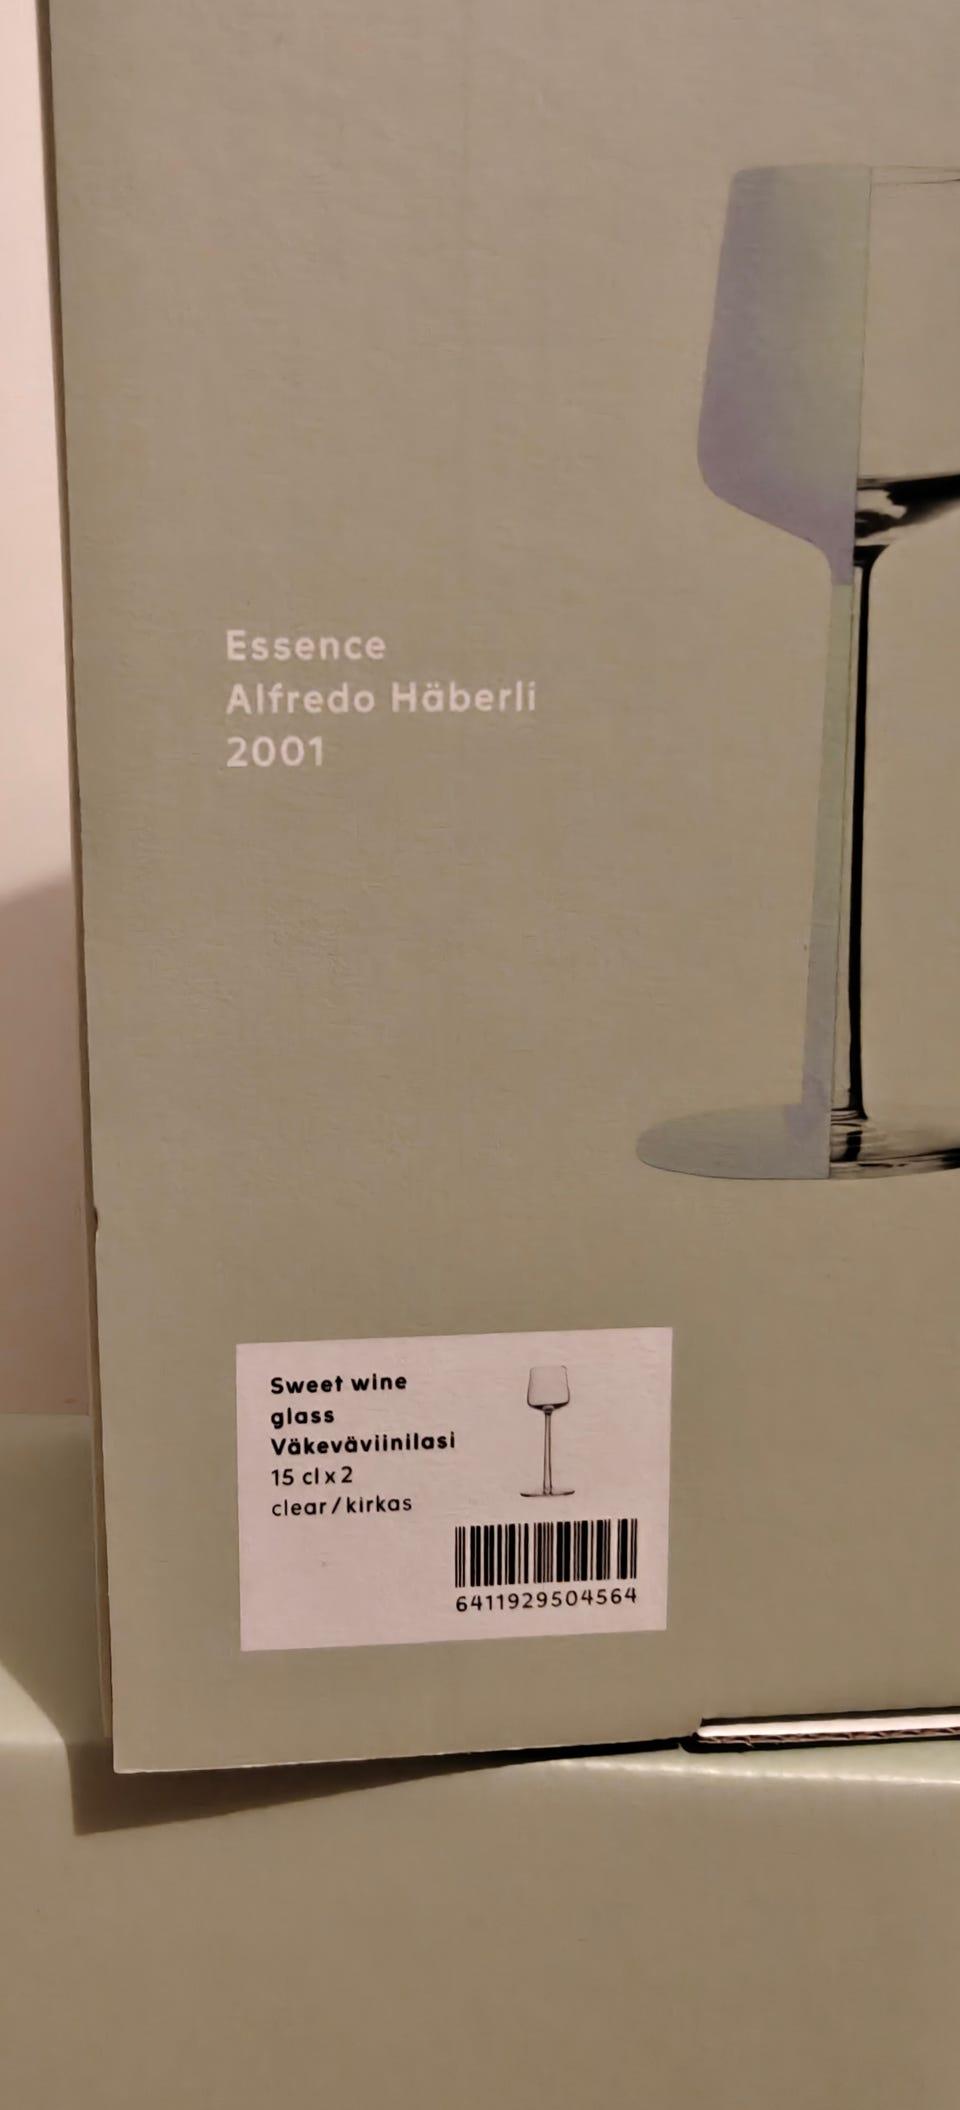 Essence
Alfredo Häberli
2001
Sweet wine
glass
Väkeväviinilasi
15 cl x 2
clear/kirkas
6411929504564